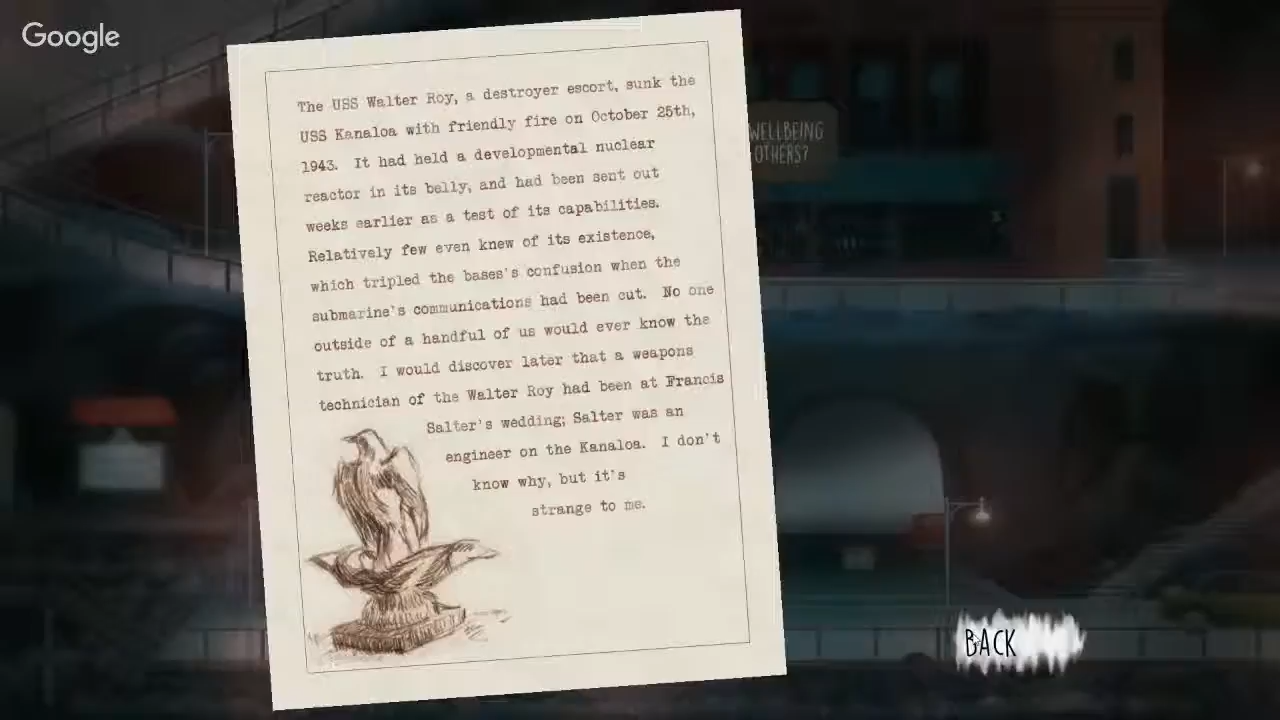 Google
The USS Walter Roy, a destroyer escort, sunk the
USS Kanaloa with friendly fire on October 25th,
1943. It had held a developmental nuclear
reactor in its belly, and had been sent out
weeks earlier as a test of its capabilities.
Relatively few even knew of its existence,
which tripled the bases's confusion when the
submarine's communications had been cut. No one
outside of a handful of us would ever know the
truth. I would discover later that a weapons
technician of the Walter Roy had been at Francis
Salter's wedding; Salter was an
engineer on the Kanaloa. I don't
know why, but it's
strange to me.
WELLBEING
OTHERS?
BACK